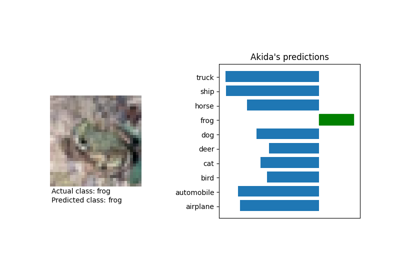 Akida's predictions
truck
ship
horse
frog
dog
deer
cat
bird
automobile
airplane
Actual class: frog
Predicted class: frog